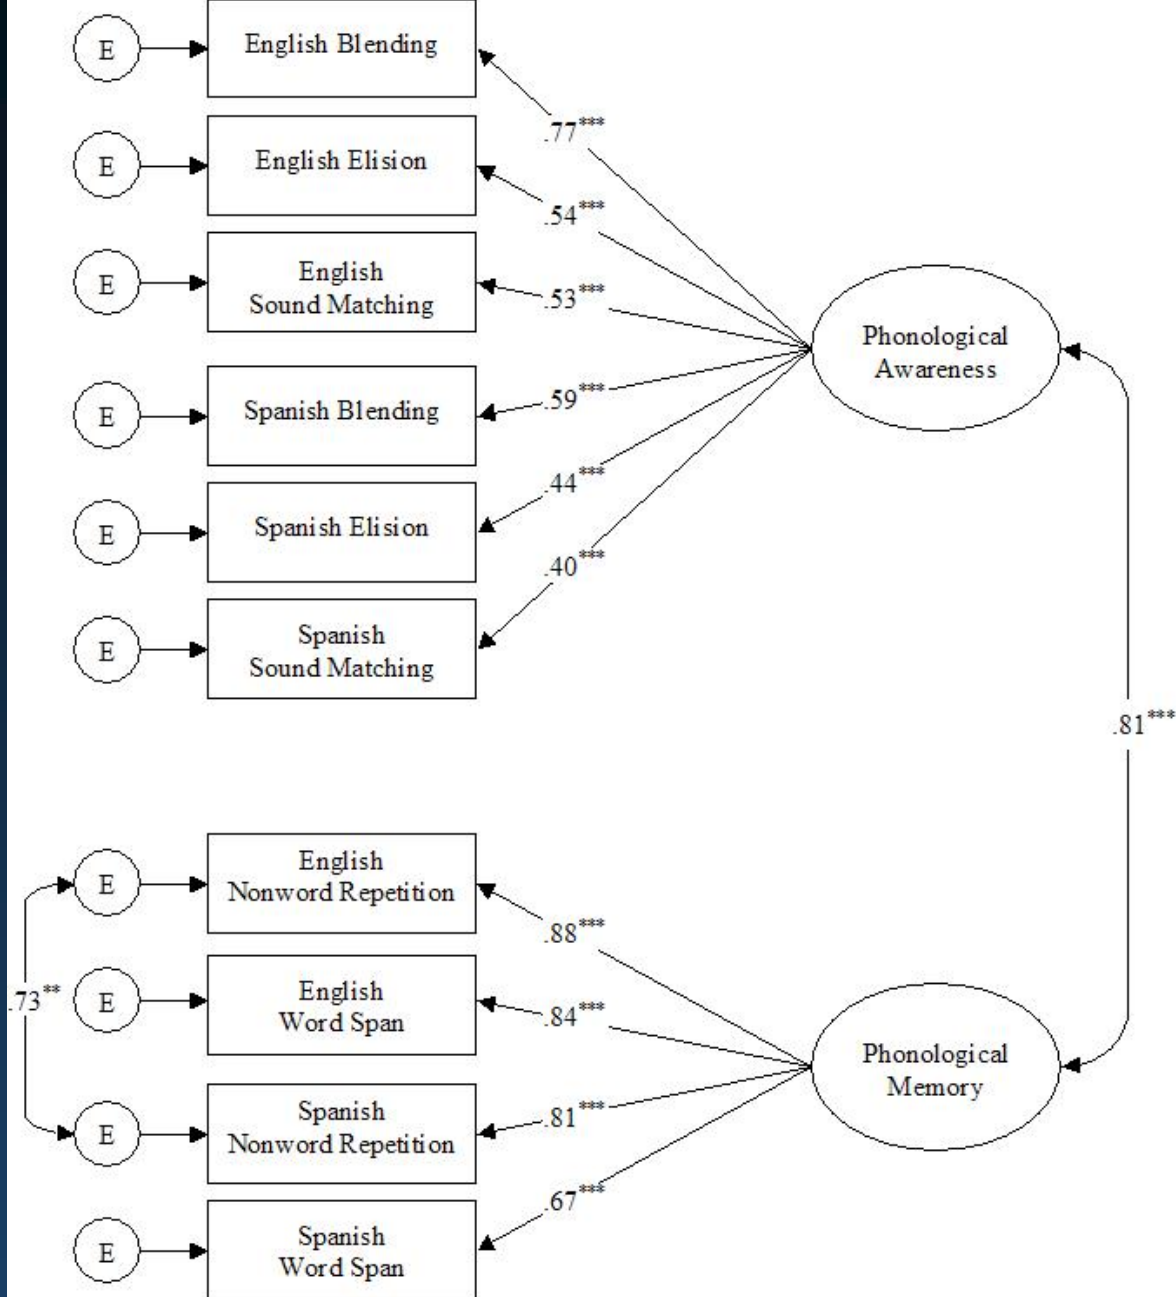 E
English Blending
.77***
E
English Elision
.54***
E
English
Sound Matching
.53***
Phonological
Awareness
E
Spanish Blending
.59***
E
Spanish Elision
.44***
E
Spanish
Sound Matching
.40***
.81***
E
English
Nonword Repetition
.88***
.73**
E
English
Word Span
.84***
Phonological
Memory
E
Spanish
Nonword Repetition
.81***
E
Spanish
Word Span
.67***